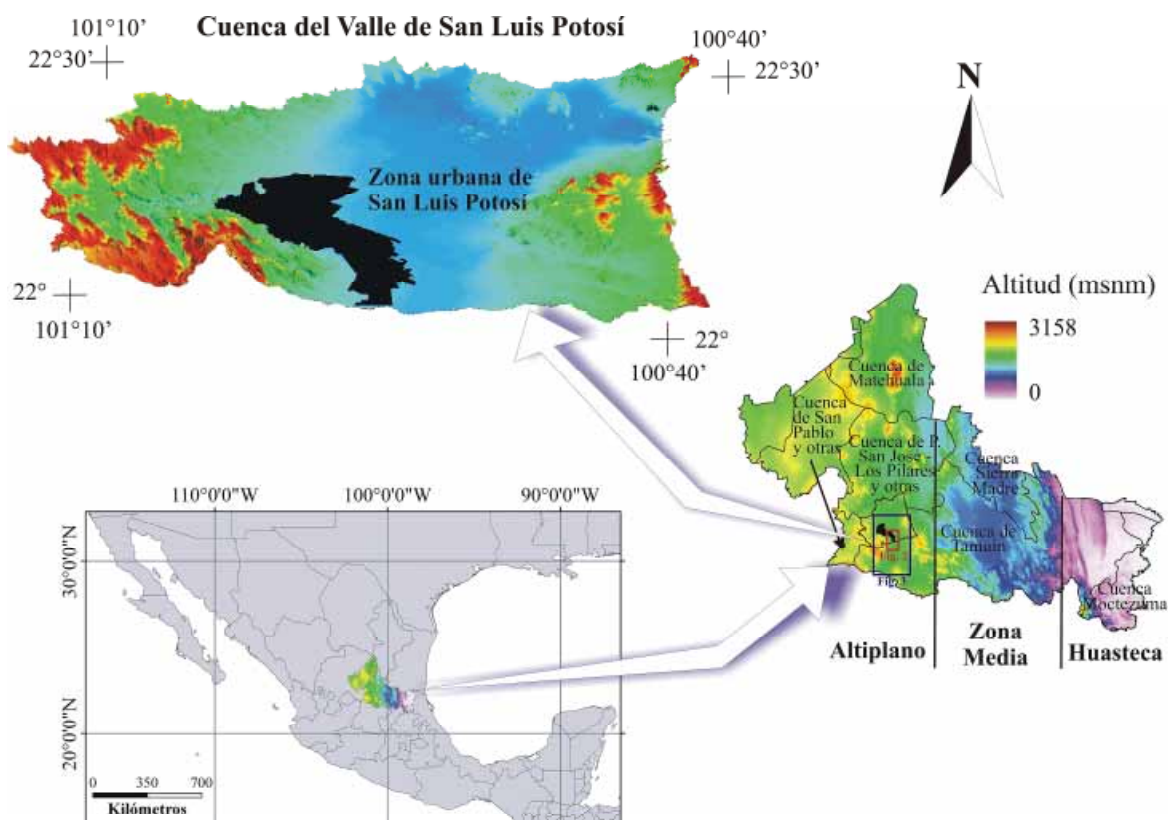 Cuenca del Valle de San Luis Potosí
101°10’
22°30’
100°40’
22°30’
N
Zona urbana de
San Luis Potosí
22°
101°10’
22°
100°40’
Altitud (msnm)
3158
0
Cuenca de
Matehuala
Cuenca
de San
Pablo
y otras
Cuenca de P.
San José -
Los Pilares
y otras
Cuenca
Sierra
Madre
Cuenca de
Tamuín
Cuenca
Moctezuma
Altiplano
Zona
Media
Huasteca
110°0'0"W
100°0'0"W
90°0'0"W
30°0'0"N
20°0'0"N
0 350 700
Kilómetros